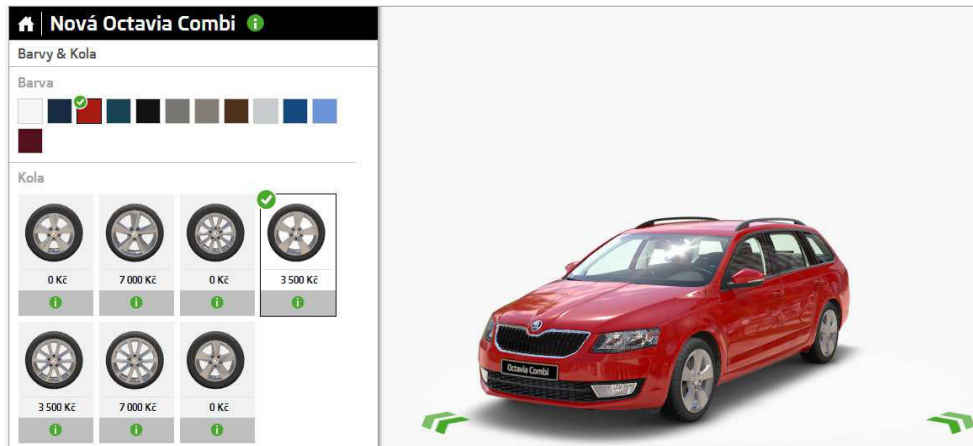 Nová Octavia Combi i
Barvy & Kola
Barva
Kola
0 Kč 7 000 Kč 0 Kč 3 500 Kč
i i i i
3 500 Kč 7 000 Kč 0 Kč
i i i
Octavia Combi